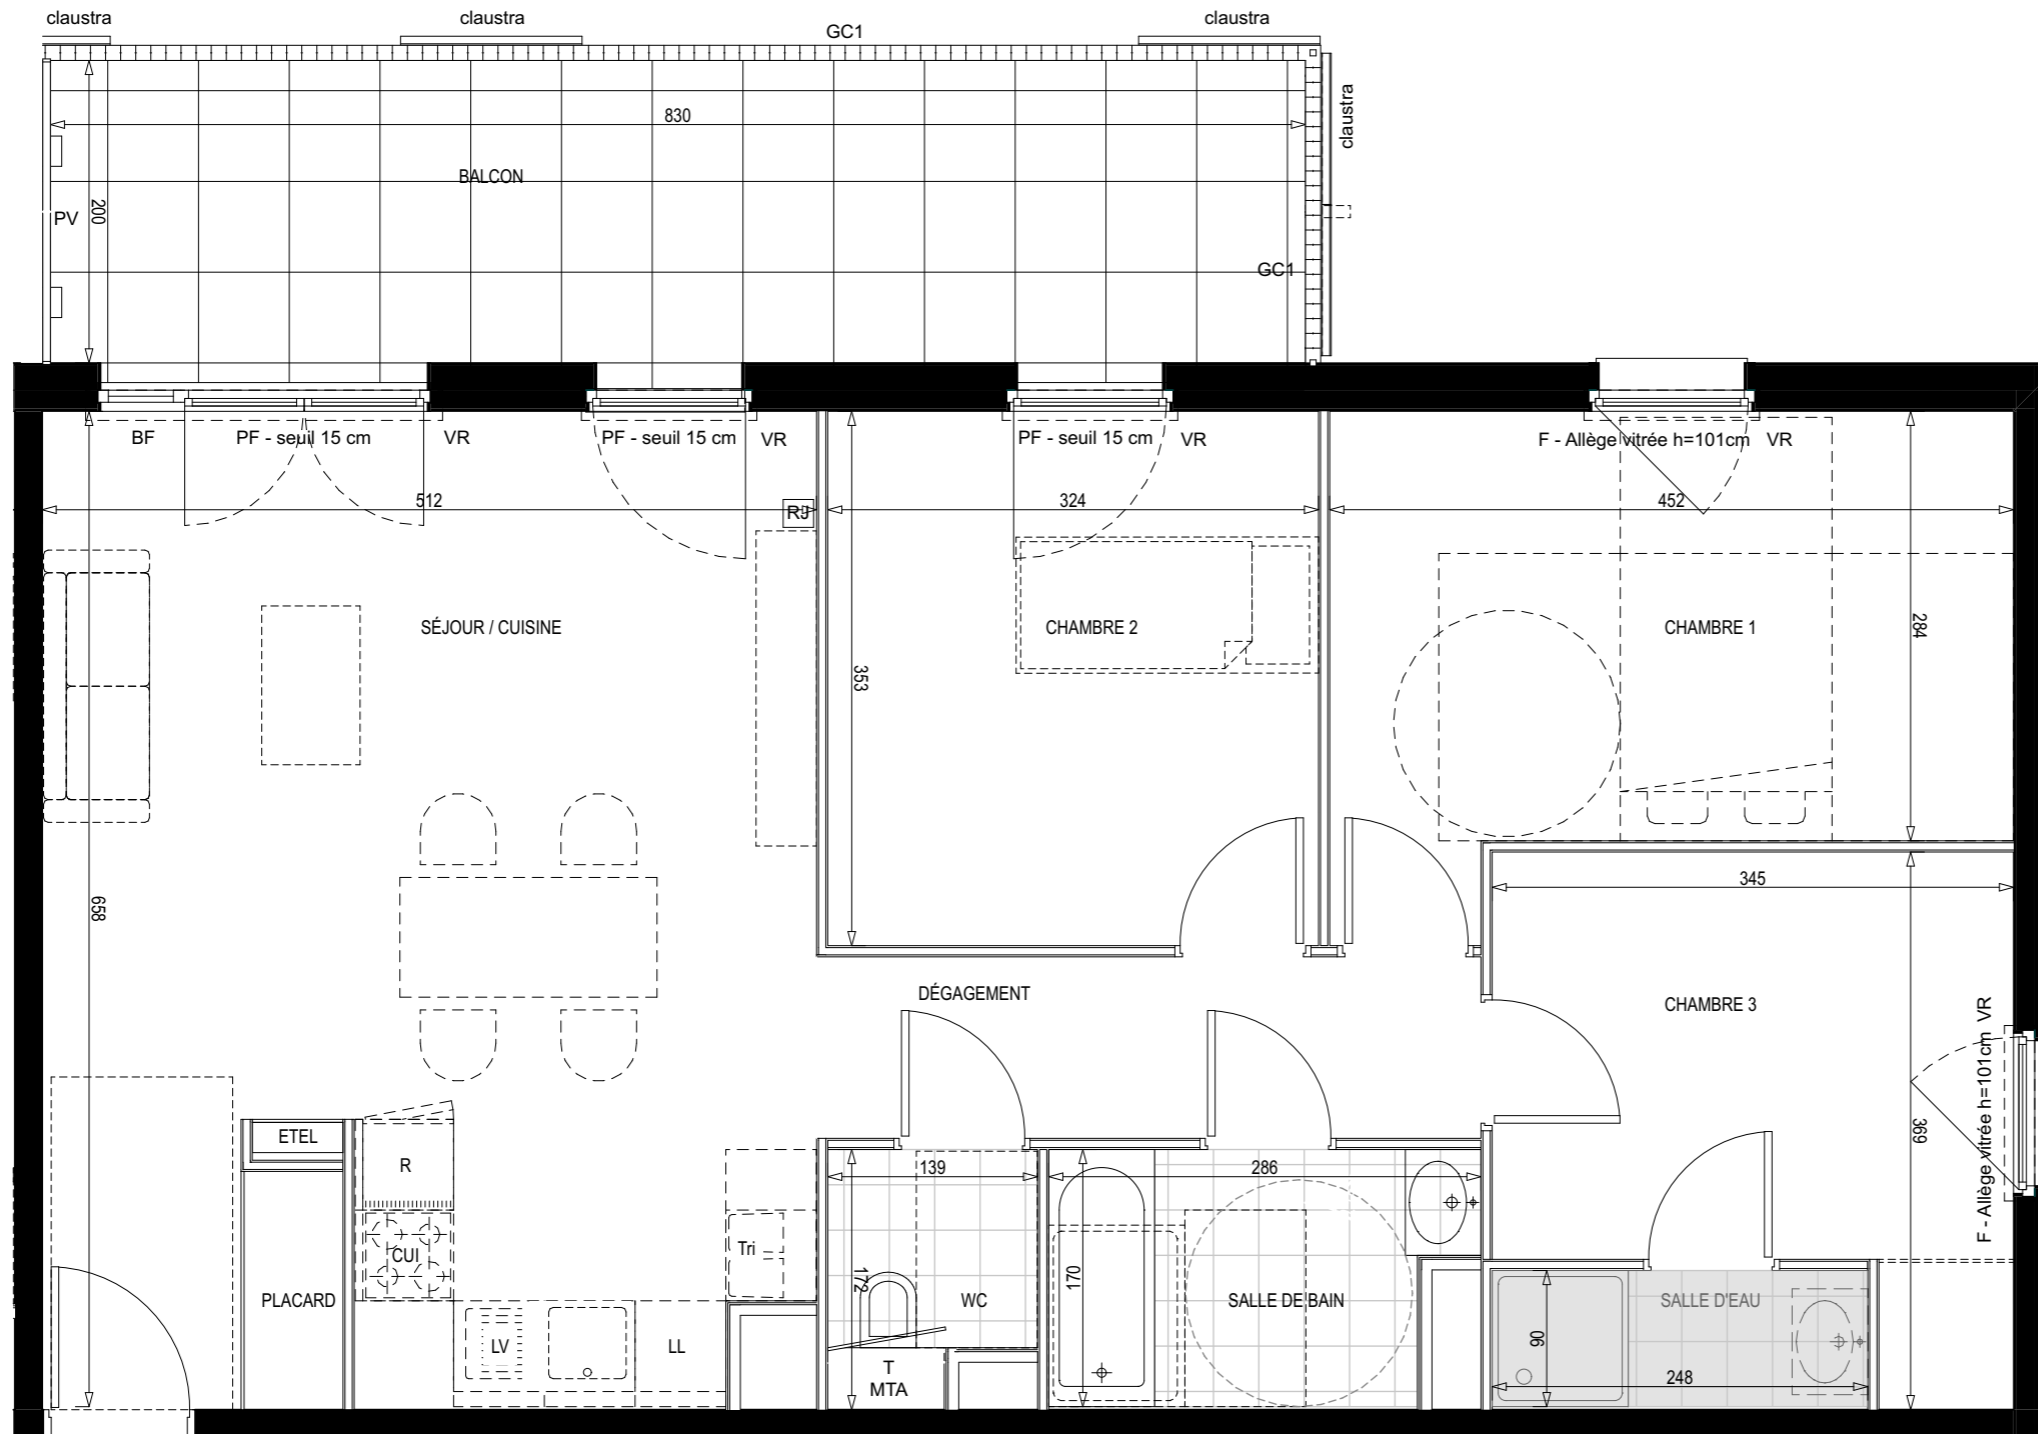 claustra
claustra
GC1
claustra
claustra
830
BALCON
200
PV
GC1
BF
PF - seuil 15 cm
VR
PF - seuil 15 cm
VR
PF - seuil 15 cm
VR
F - Allège vitrée h=101cm
VR
512
RJ
324
452
SÉJOUR / CUISINE
CHAMBRE 2
CHAMBRE 1
284
353
345
658
DÉGAGEMENT
CHAMBRE 3
F - Allège vitrée h=101cm VR
369
ETEL
R
139
286
CUI
Tri
172
170
PLACARD
WC
SALLE DE BAIN
SALLE D'EAU
90
LV
LL
T
MTA
248